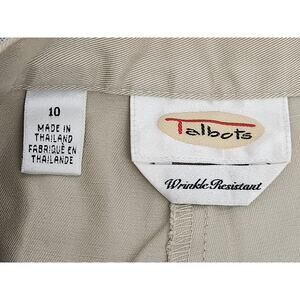 10
MADE IN
THAILAND
FABRIQUÉ EN
THAILANDE
Talbots
Wrinkle Resistant